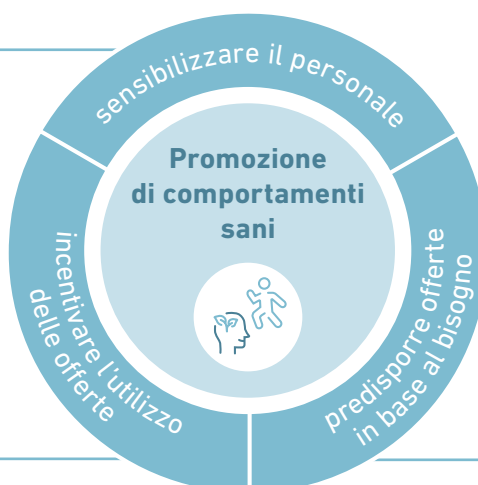 sensibilizzare il personale
Promozione
di comportamenti
sani
predisporre offerte
in base al bisogno
incentivare l'utilizzo
delle offerte